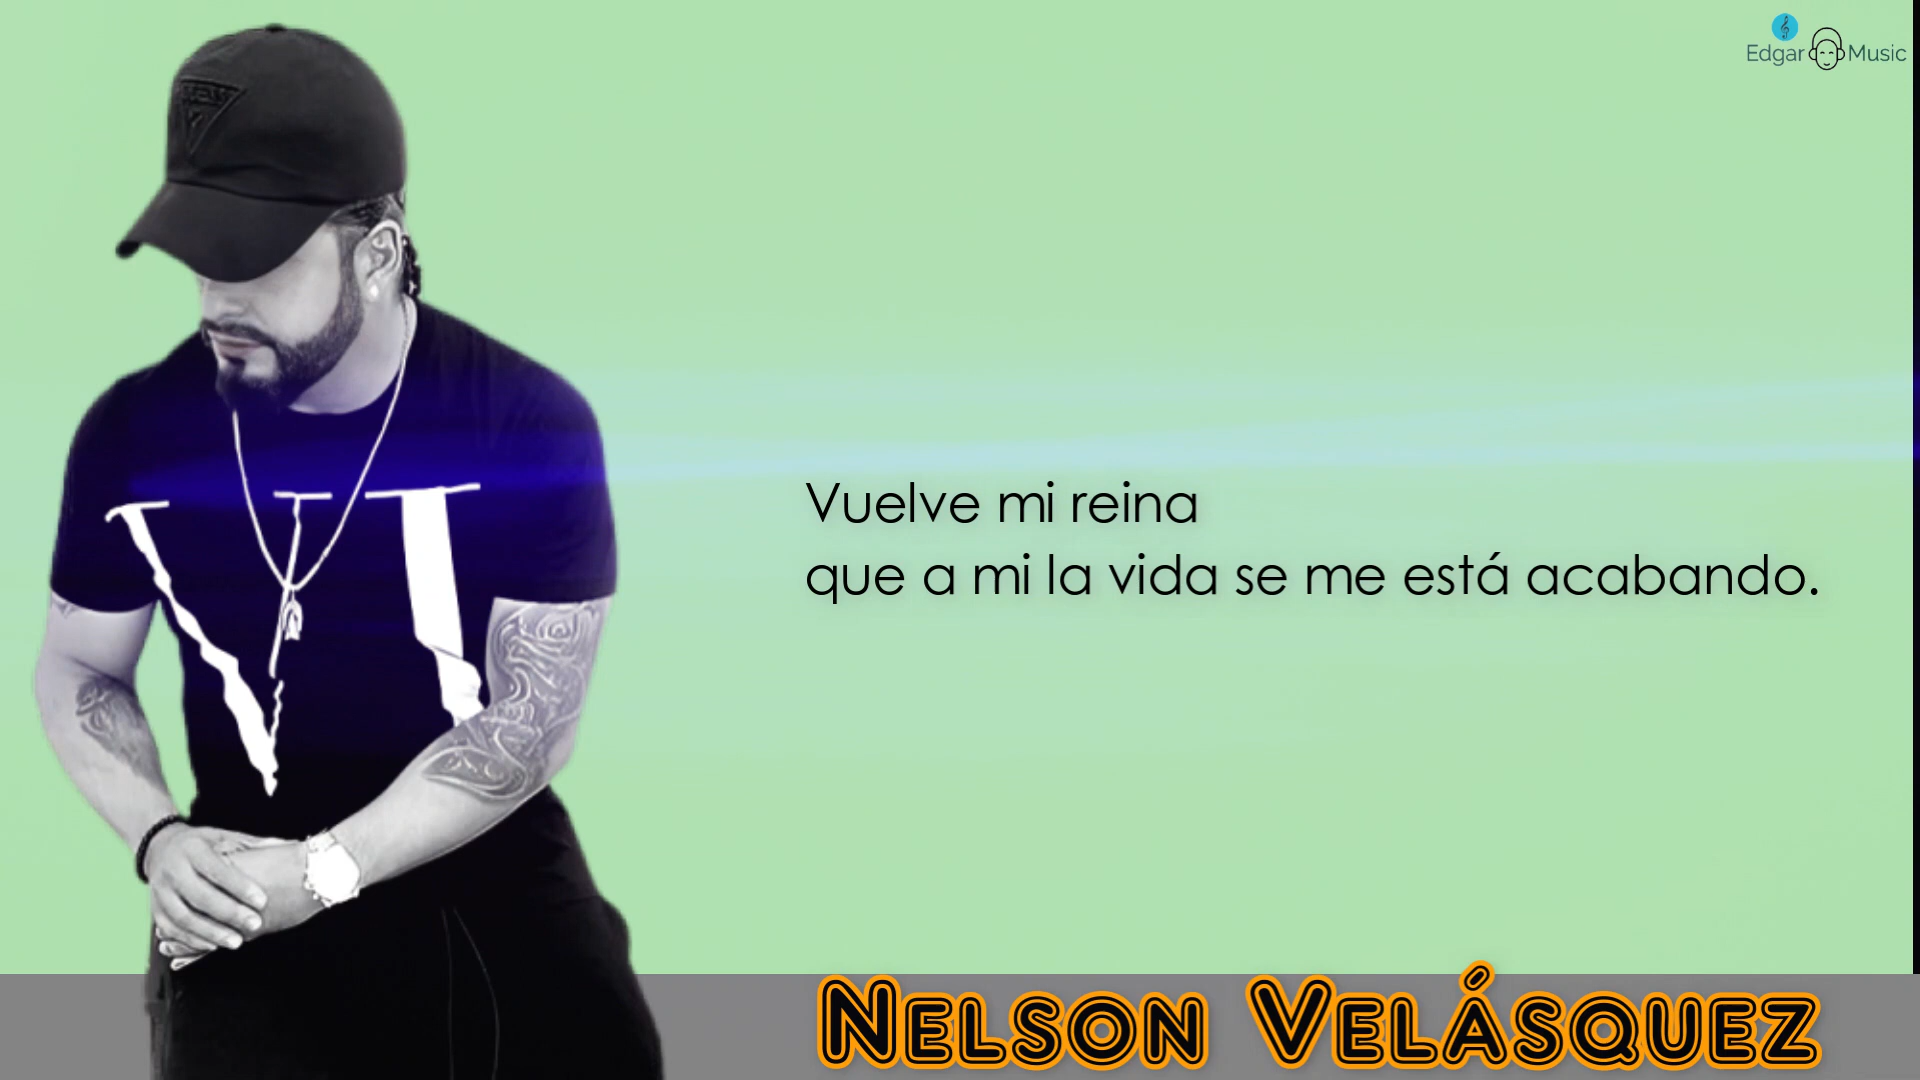 Edgar Music
Vuelve mi reina
que a mi la vida se me está acabando.
Nelson Velásquez